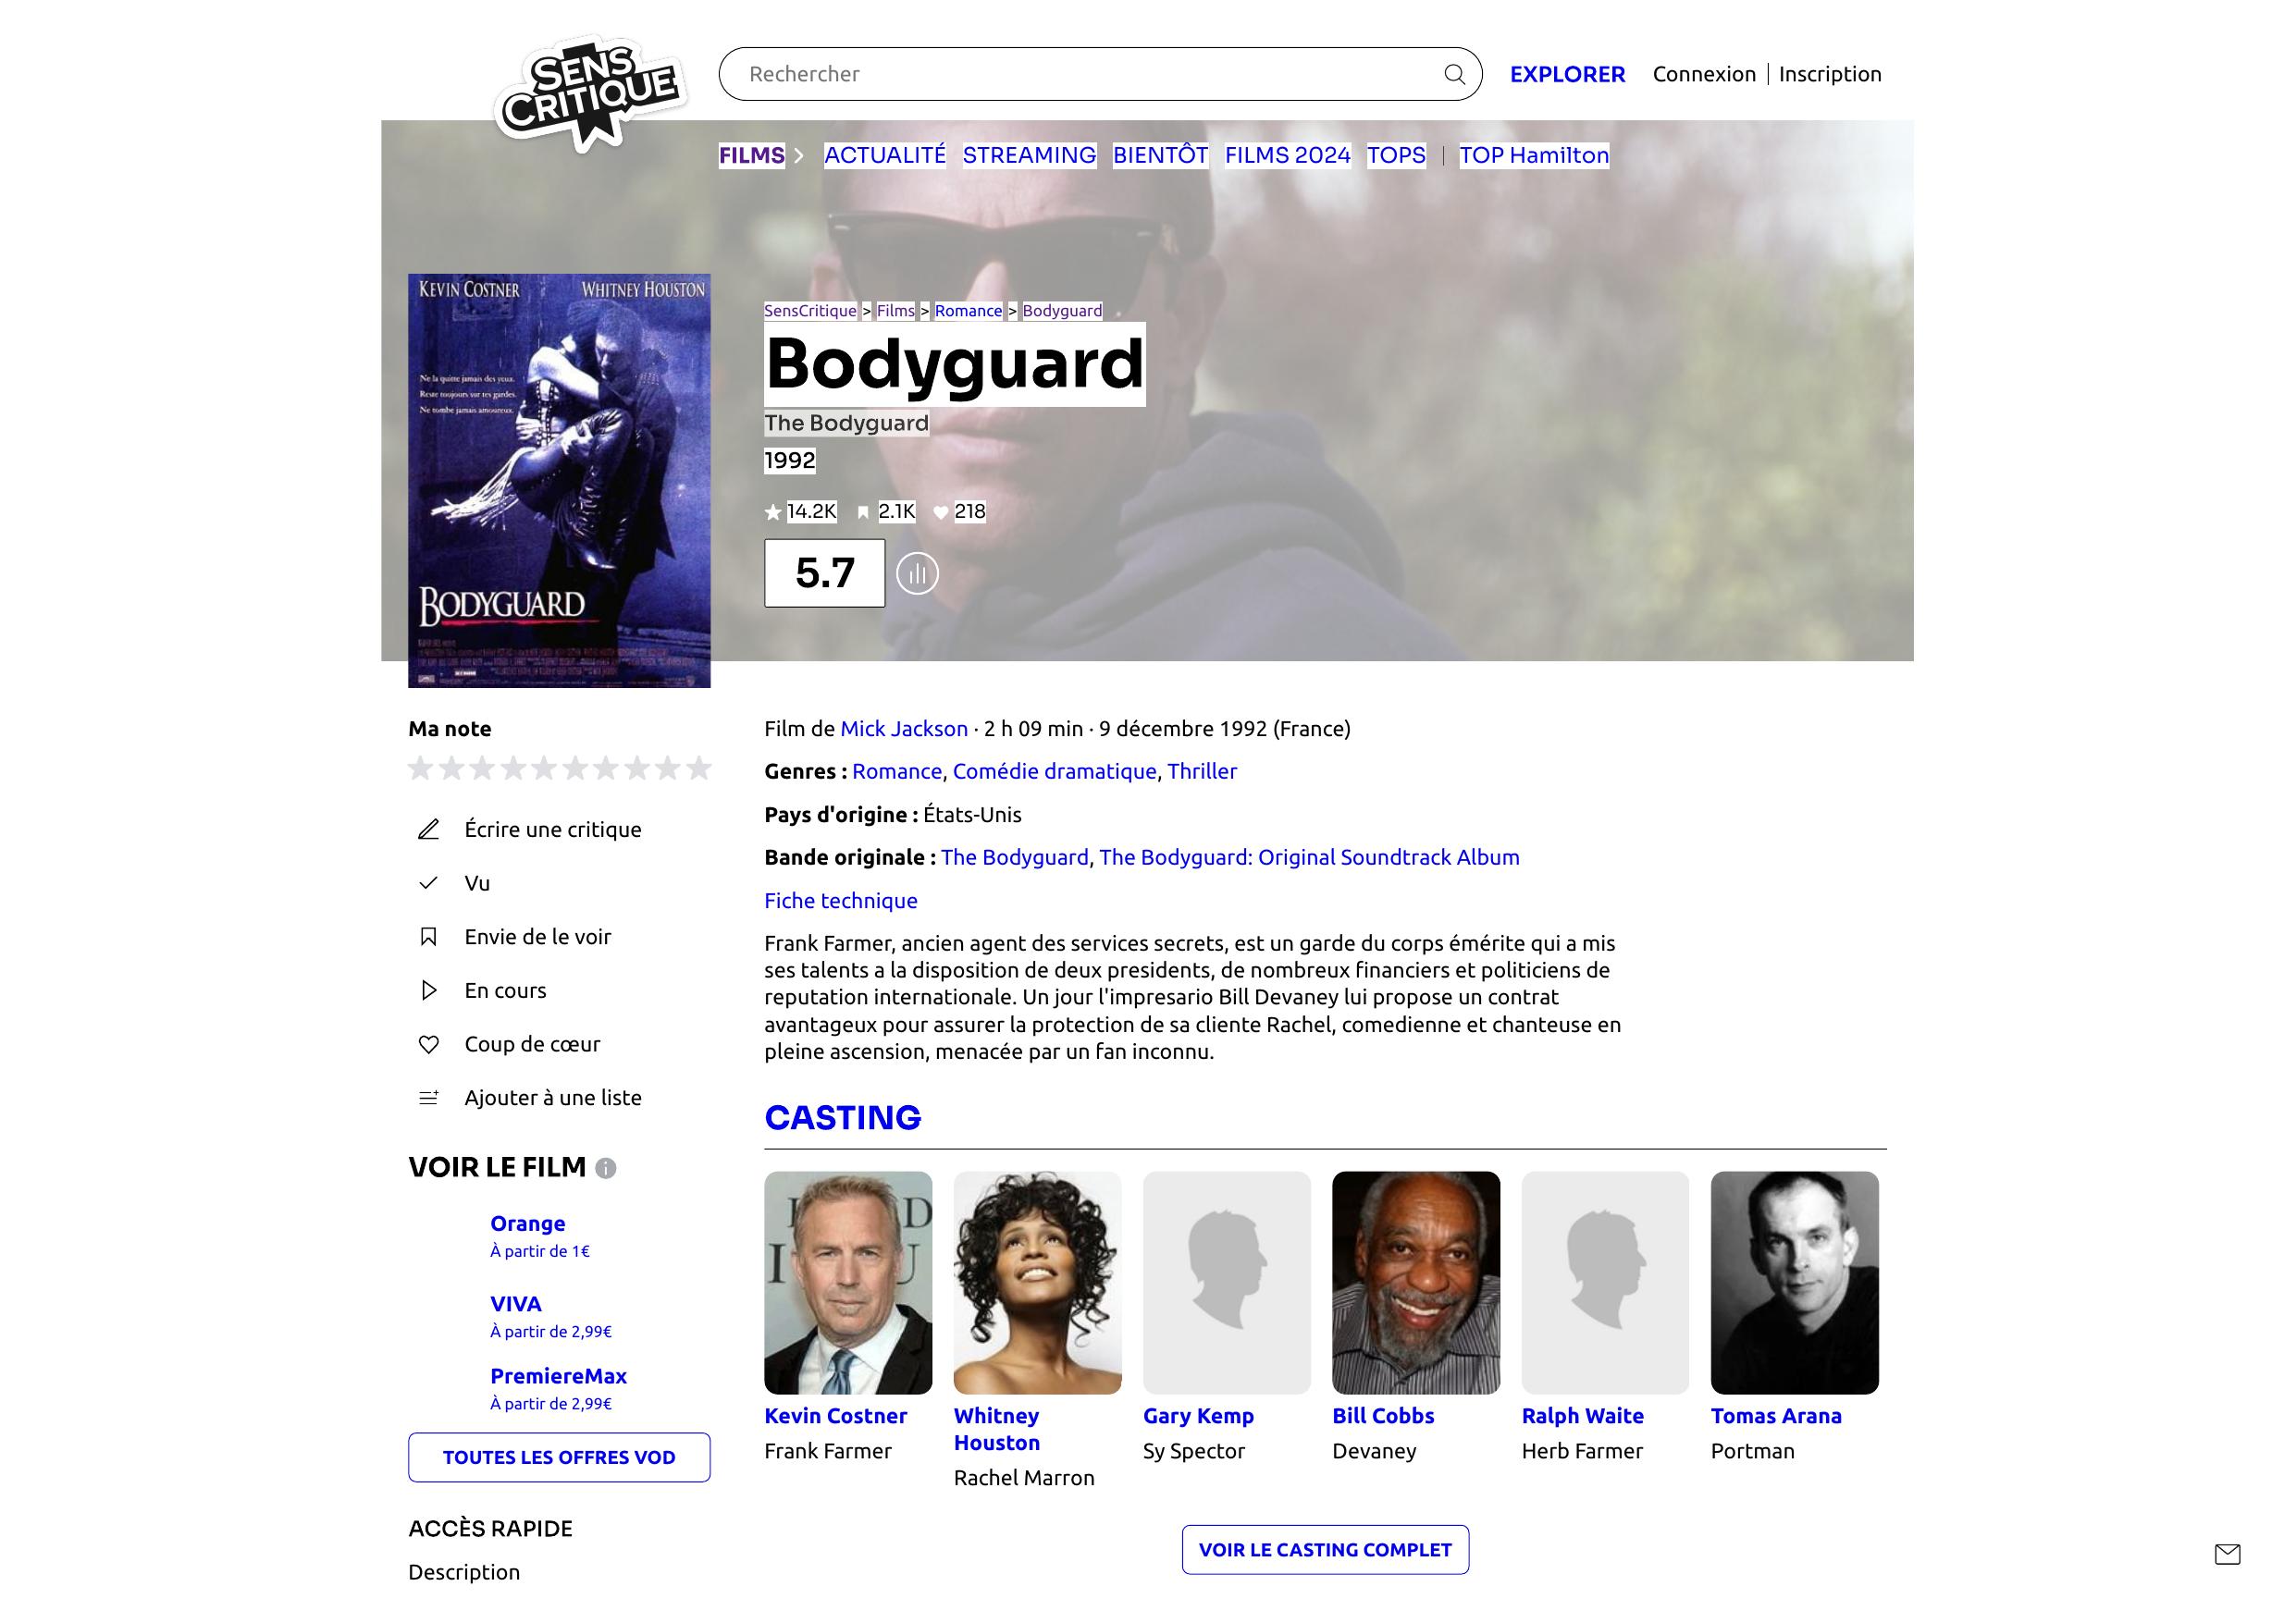 SENS CRITIQUE
Rechercher
EXPLORER Connexion Inscription
FILMS ACTUALITÉ STREAMING BIENTÔT FILMS 2024 TOPS TOP Hamilton
KEVIN COSTNER WHITNEY HOUSTON
Ne la quitte jamais des yeux.
Reste toujours sur tes gardes.
Ne tombe jamais amoureux.
BODYGUARD
SensCritique > Films > Romance > Bodyguard
Bodyguard
The Bodyguard
1992
14.2K 2.1K 218
5.7
Ma note
Écrire une critique
Vu
Envie de le voir
En cours
Coup de cœur
Ajouter à une liste
VOIR LE FILM
Orange
À partir de 1€
VIVA
À partir de 2,99€
PremiereMax
À partir de 2,99€
TOUTES LES OFFRES VOD
ACCÈS RAPIDE
Description
Film de Mick Jackson · 2 h 09 min · 9 décembre 1992 (France)
Genres : Romance, Comédie dramatique, Thriller
Pays d'origine : États-Unis
Bande originale : The Bodyguard, The Bodyguard: Original Soundtrack Album
Fiche technique
Frank Farmer, ancien agent des services secrets, est un garde du corps émérite qui a mis
ses talents a la disposition de deux presidents, de nombreux financiers et politiciens de
reputation internationale. Un jour l'impresario Bill Devaney lui propose un contrat
avantageux pour assurer la protection de sa cliente Rachel, comedienne et chanteuse en
pleine ascension, menacée par un fan inconnu.
CASTING
Kevin Costner
Frank Farmer
Whitney
Houston
Rachel Marron
Gary Kemp
Sy Spector
Bill Cobbs
Devaney
Ralph Waite
Herb Farmer
Tomas Arana
Portman
VOIR LE CASTING COMPLET